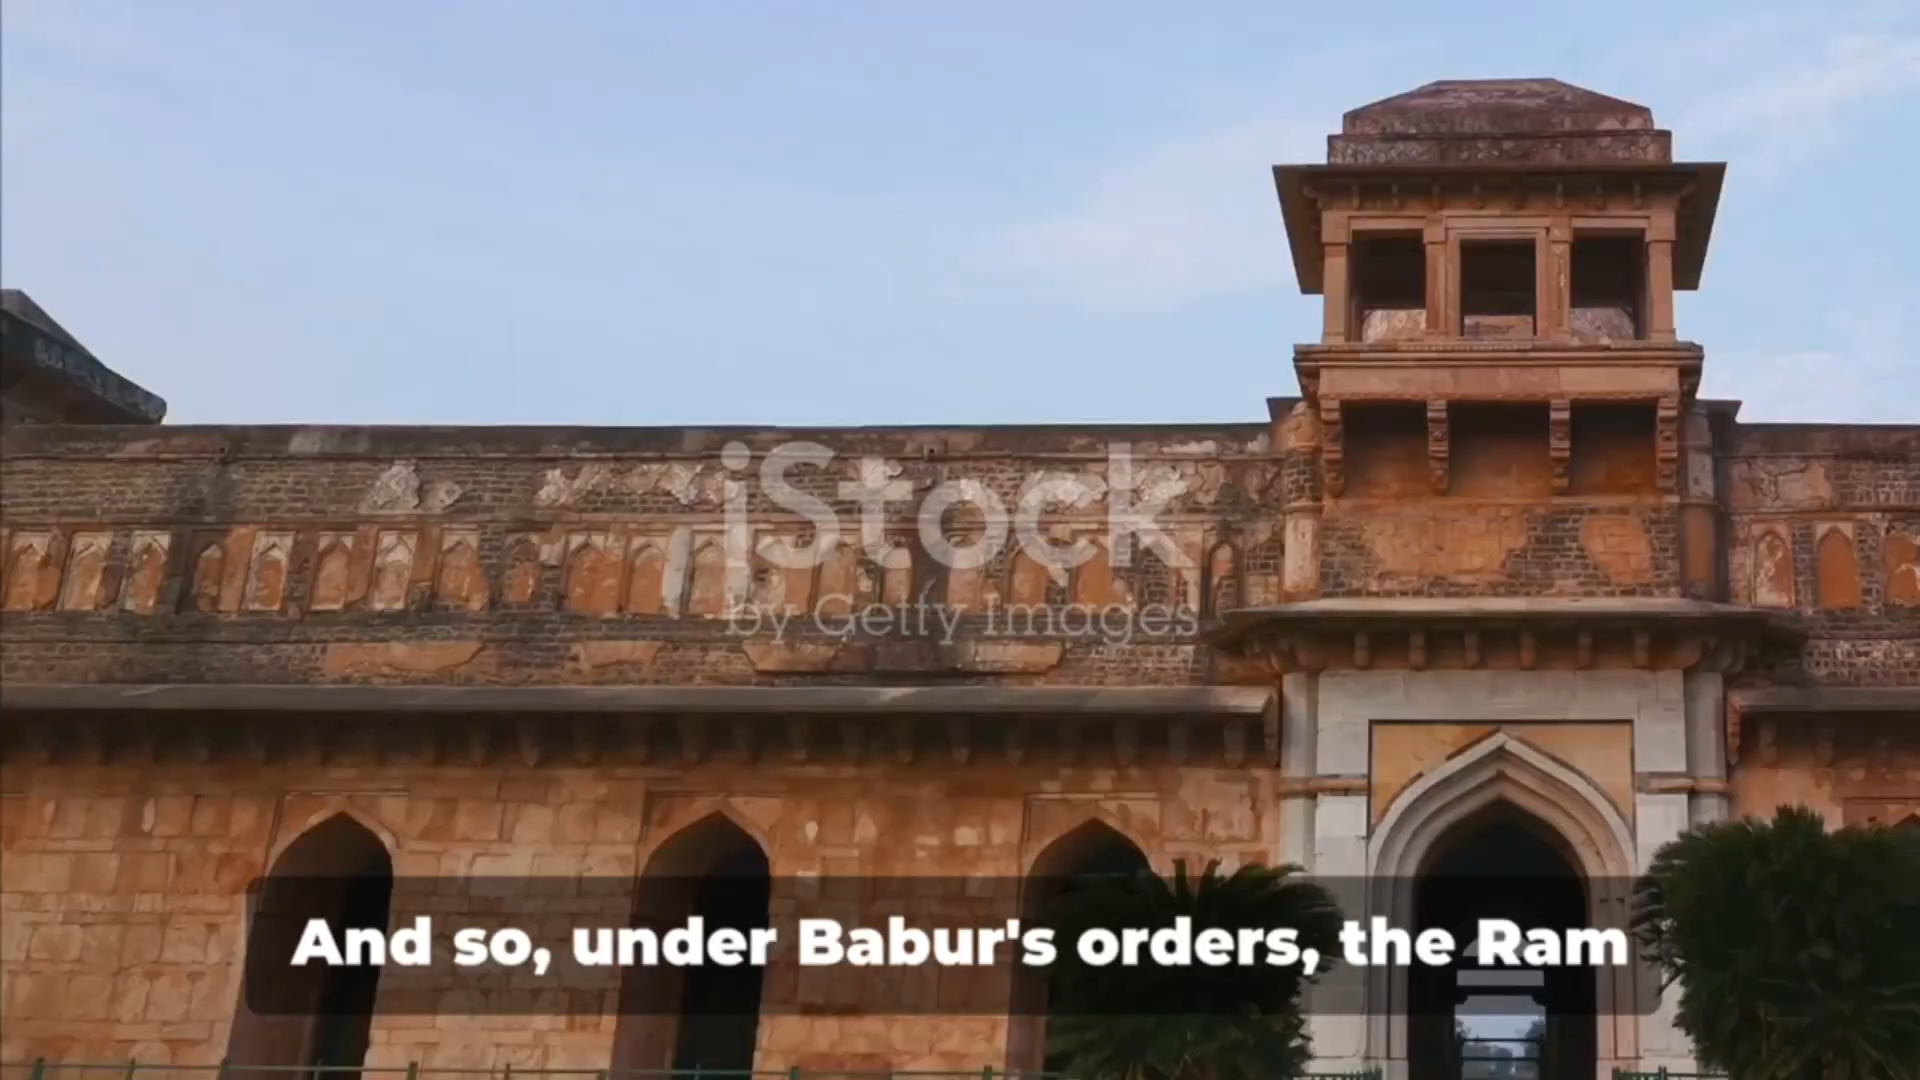 iStock
by Getty Images
And so, under Babur's orders, the Ram